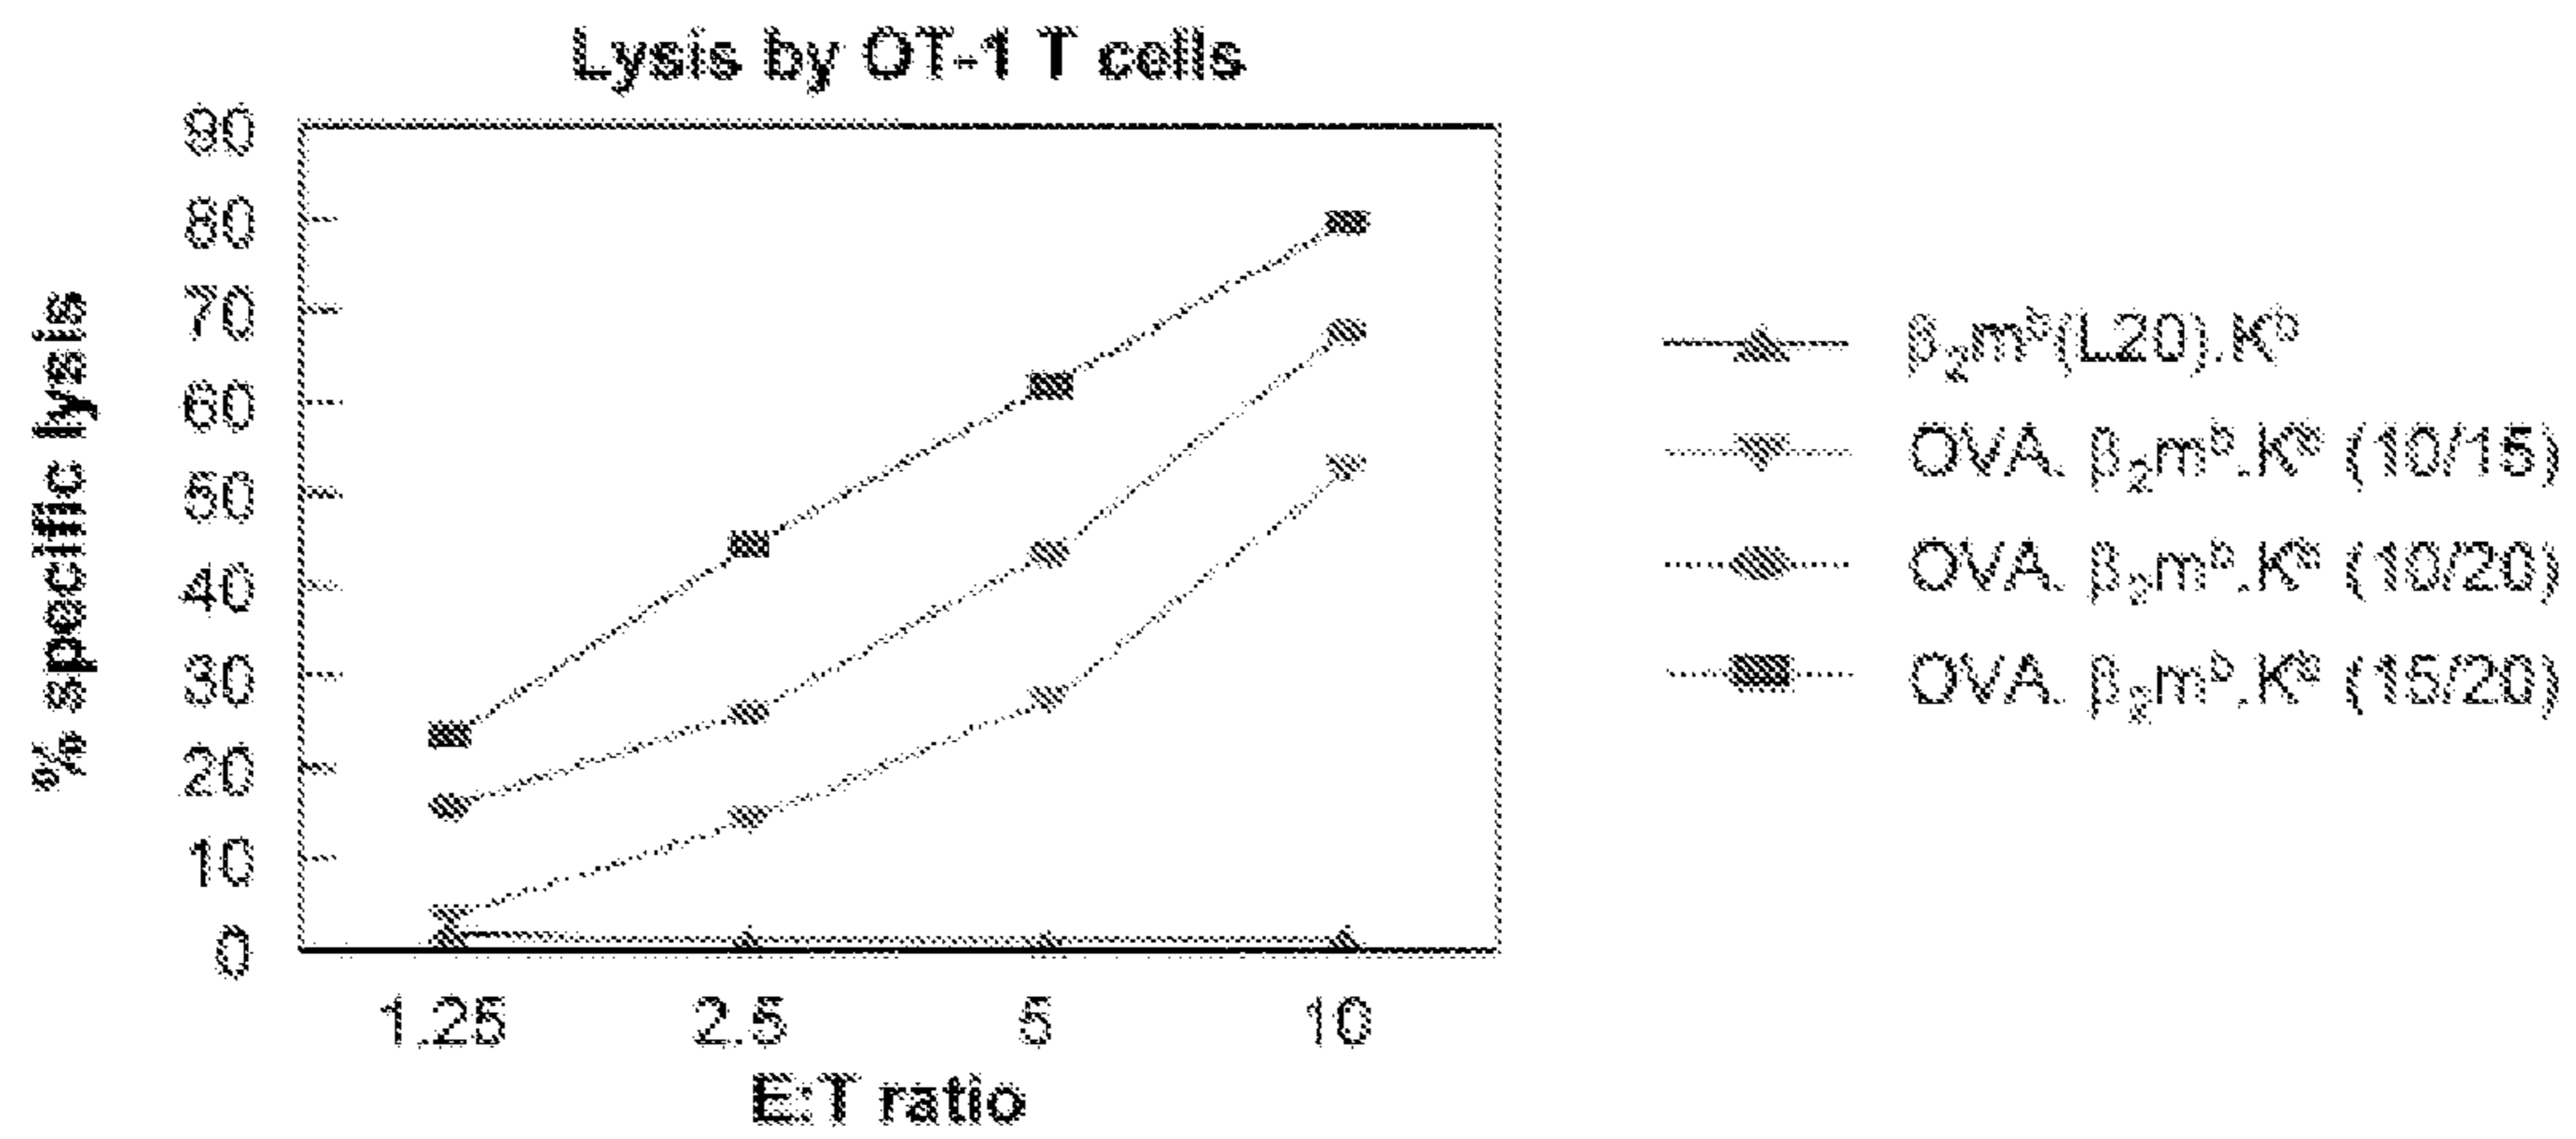 Lysis by OT-1 T cells
% specific lysis
90
80
70
60
50
40
30
20
10
0
1.25 2.5 5 10
E:T ratio
β₂mᵇ(L20).Kᵇ
OVA. β₂mᵇ.Kᵇ (10/15)
OVA. β₂mᵇ.Kᵇ (10/20)
OVA. β₂mᵇ.Kᵇ (15/20)